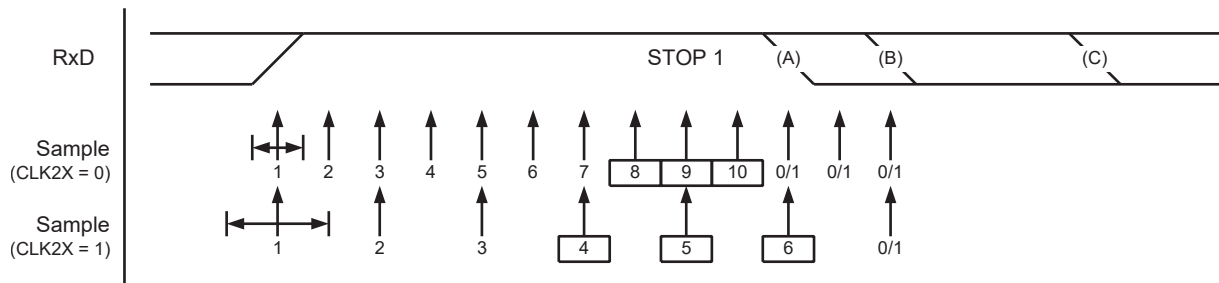 RxD
STOP 1
(A)
(B)
(C)
Sample
(CLK2X = 0)
1 2 3 4 5 6 7 8 9 10 0/1 0/1 0/1
Sample
(CLK2X = 1)
1 2 3 4 5 6 0/1